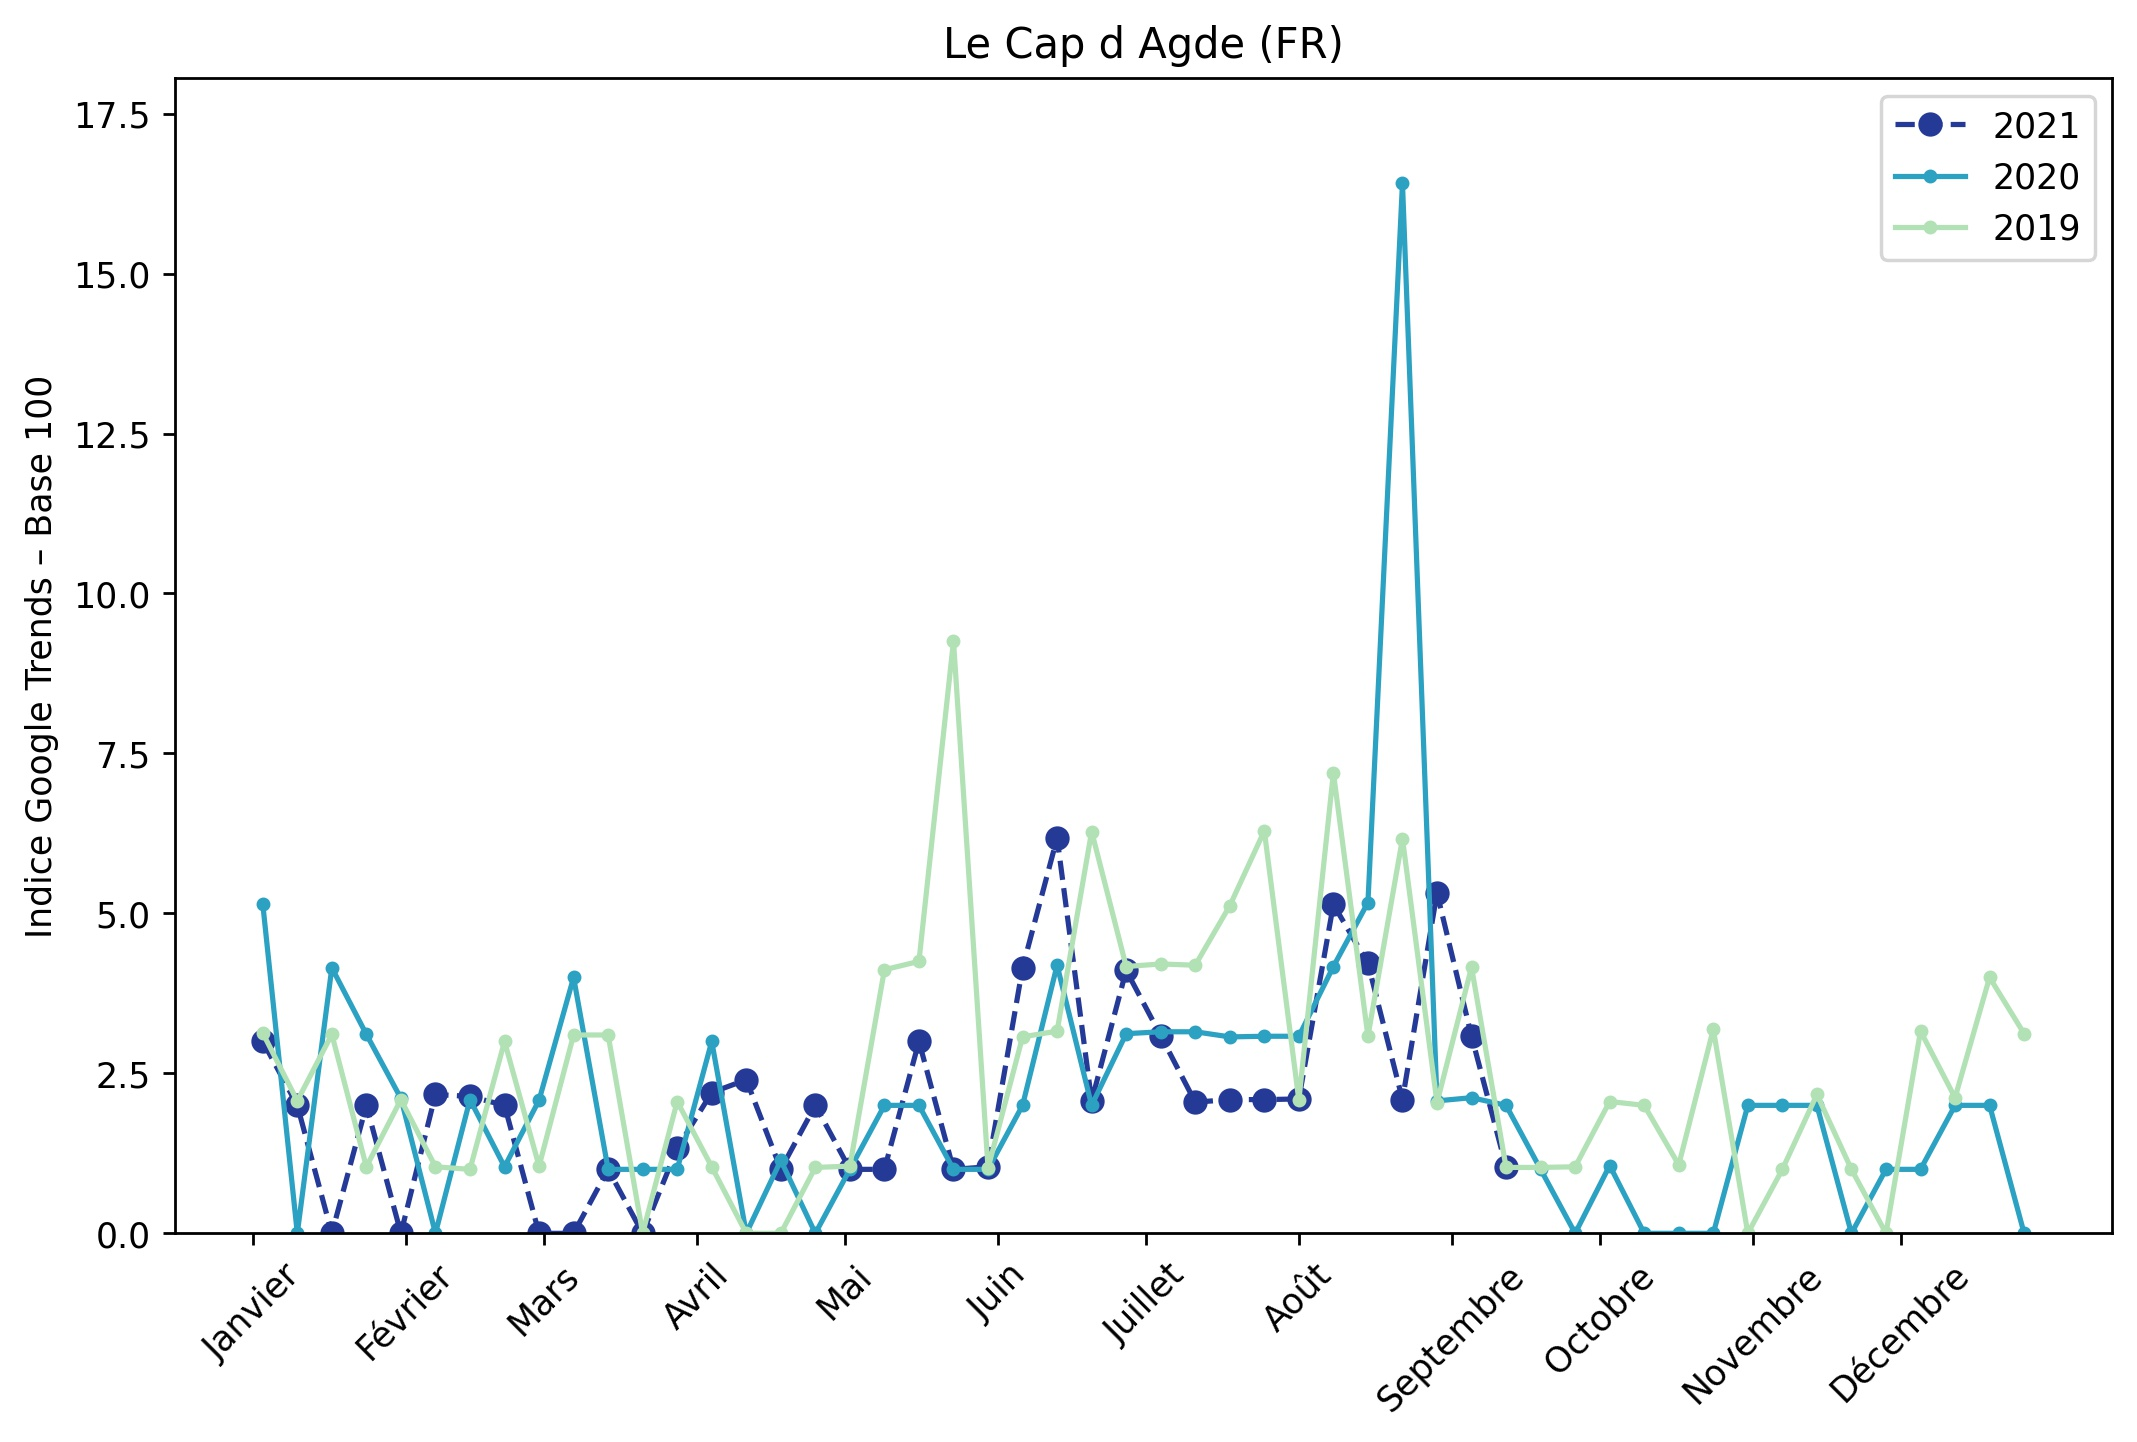 Le Cap d Agde (FR)
Indice Google Trends – Base 100
17.5
15.0
12.5
10.0
7.5
5.0
2.5
0.0
2021
2020
2019
Janvier
Février
Mars
Avril
Mai
Juin
Juillet
Août
Septembre
Octobre
Novembre
Décembre